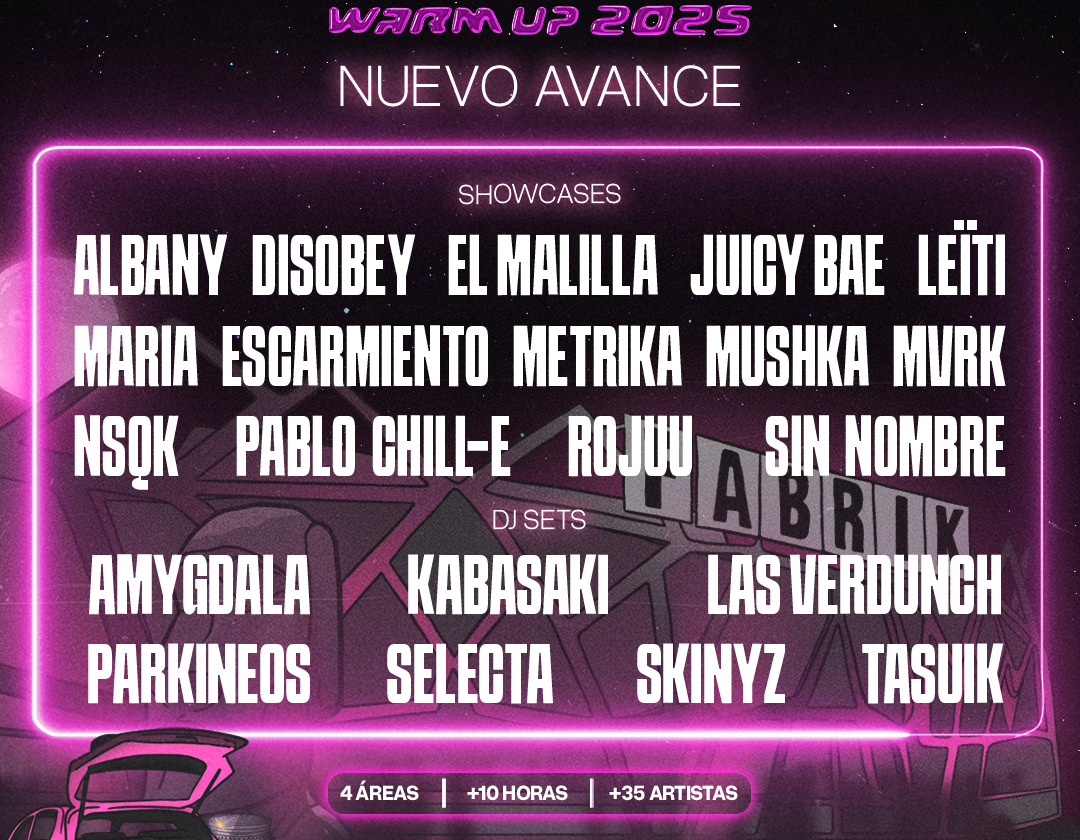 WARM UP 2025
NUEVO AVANCE
SHOWCASES
ALBANY DISOBEY EL MALILLA JUICY BAE LEÏTI
MARIA ESCARMIENTO METRIKA MUSHKA MVRK
NSQK PABLO CHILL-E ROJUU SIN NOMBRE
FABRIK
DJ SETS
AMYGDALA KABASAKI LAS VERDUNCH
PARKINEOS SELECTA SKINYZ TASUIK
4 ÁREAS | +10 HORAS | +35 ARTISTAS